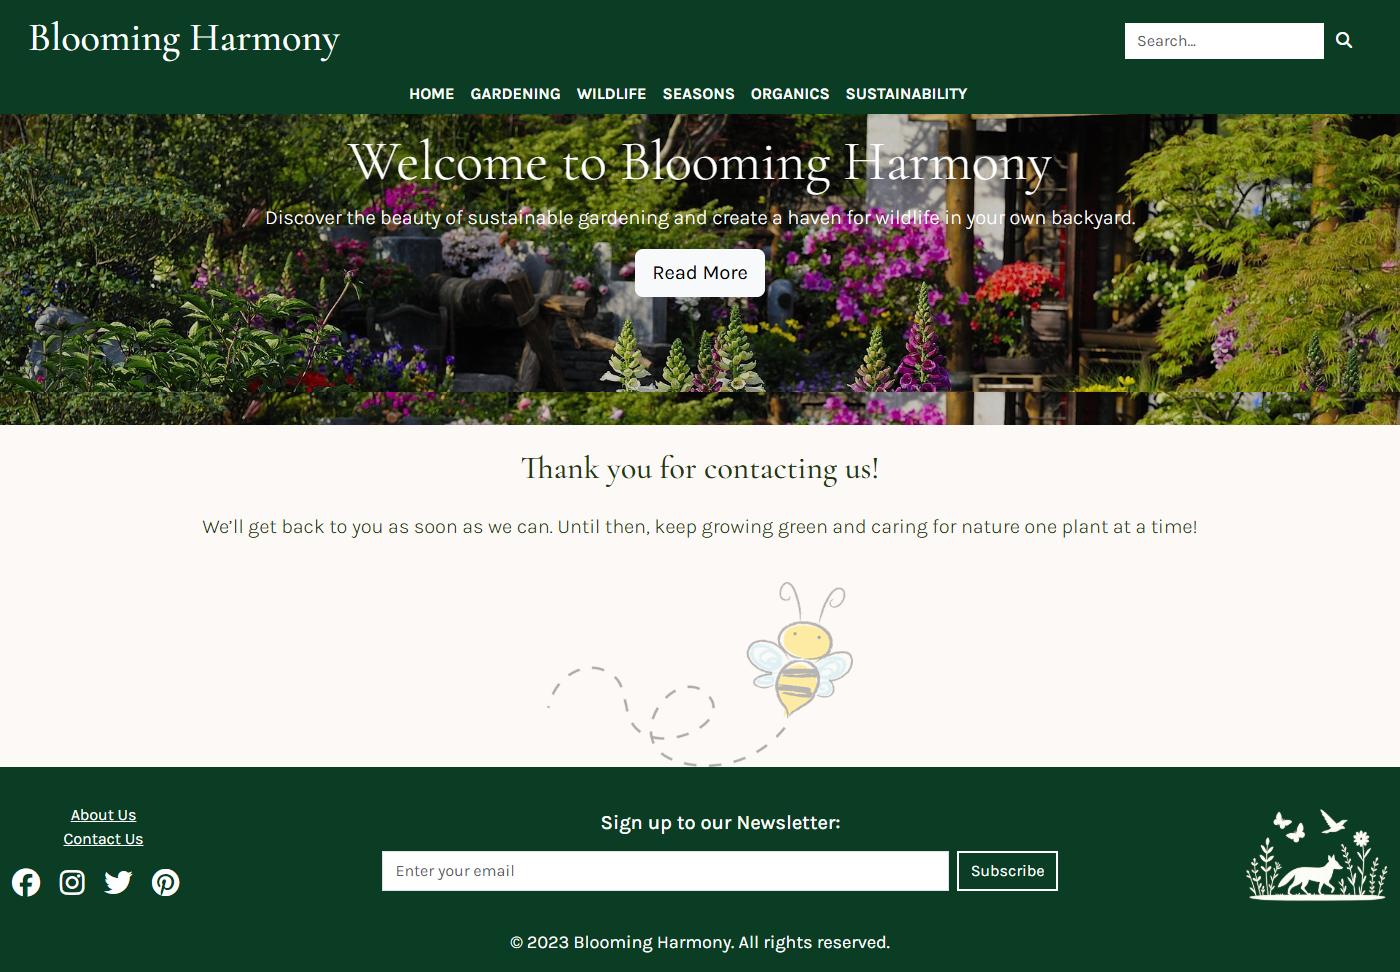 Blooming Harmony
Search...
HOME GARDENING WILDLIFE SEASONS ORGANICS SUSTAINABILITY
Welcome to Blooming Harmony
Discover the beauty of sustainable gardening and create a haven for wildlife in your own backyard.
Read More
Thank you for contacting us!
We’ll get back to you as soon as we can. Until then, keep growing green and caring for nature one plant at a time!
About Us
Contact Us
Sign up to our Newsletter:
Enter your email
Subscribe
© 2023 Blooming Harmony. All rights reserved.